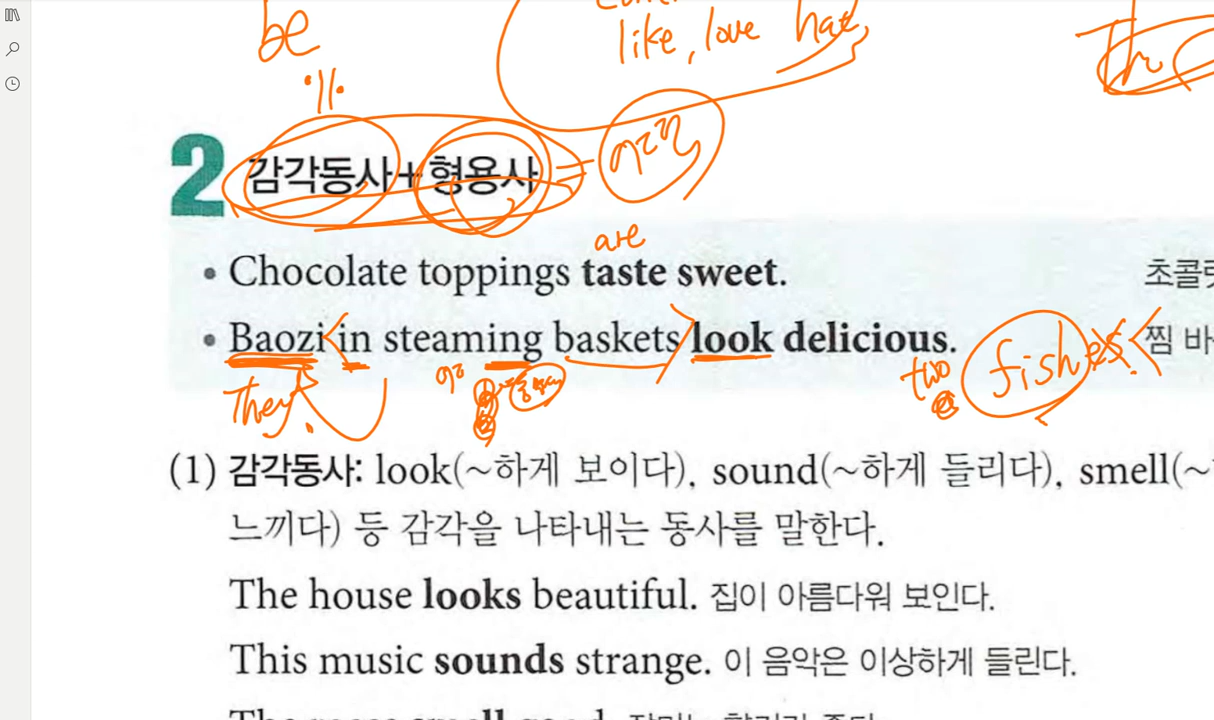 be
like, love hate
Th
2 감각동사+형용사 =
are
• Chocolate toppings taste sweet. 초콜릿
• Baozi in steaming baskets look delicious. 찜 바
They. two fishes.
(1) 감각동사: look(~하게 보이다), sound(~하게 들리다), smell(~
느끼다) 등 감각을 나타내는 동사를 말한다.
The house looks beautiful. 집이 아름다워 보인다.
This music sounds strange. 이 음악은 이상하게 들린다.